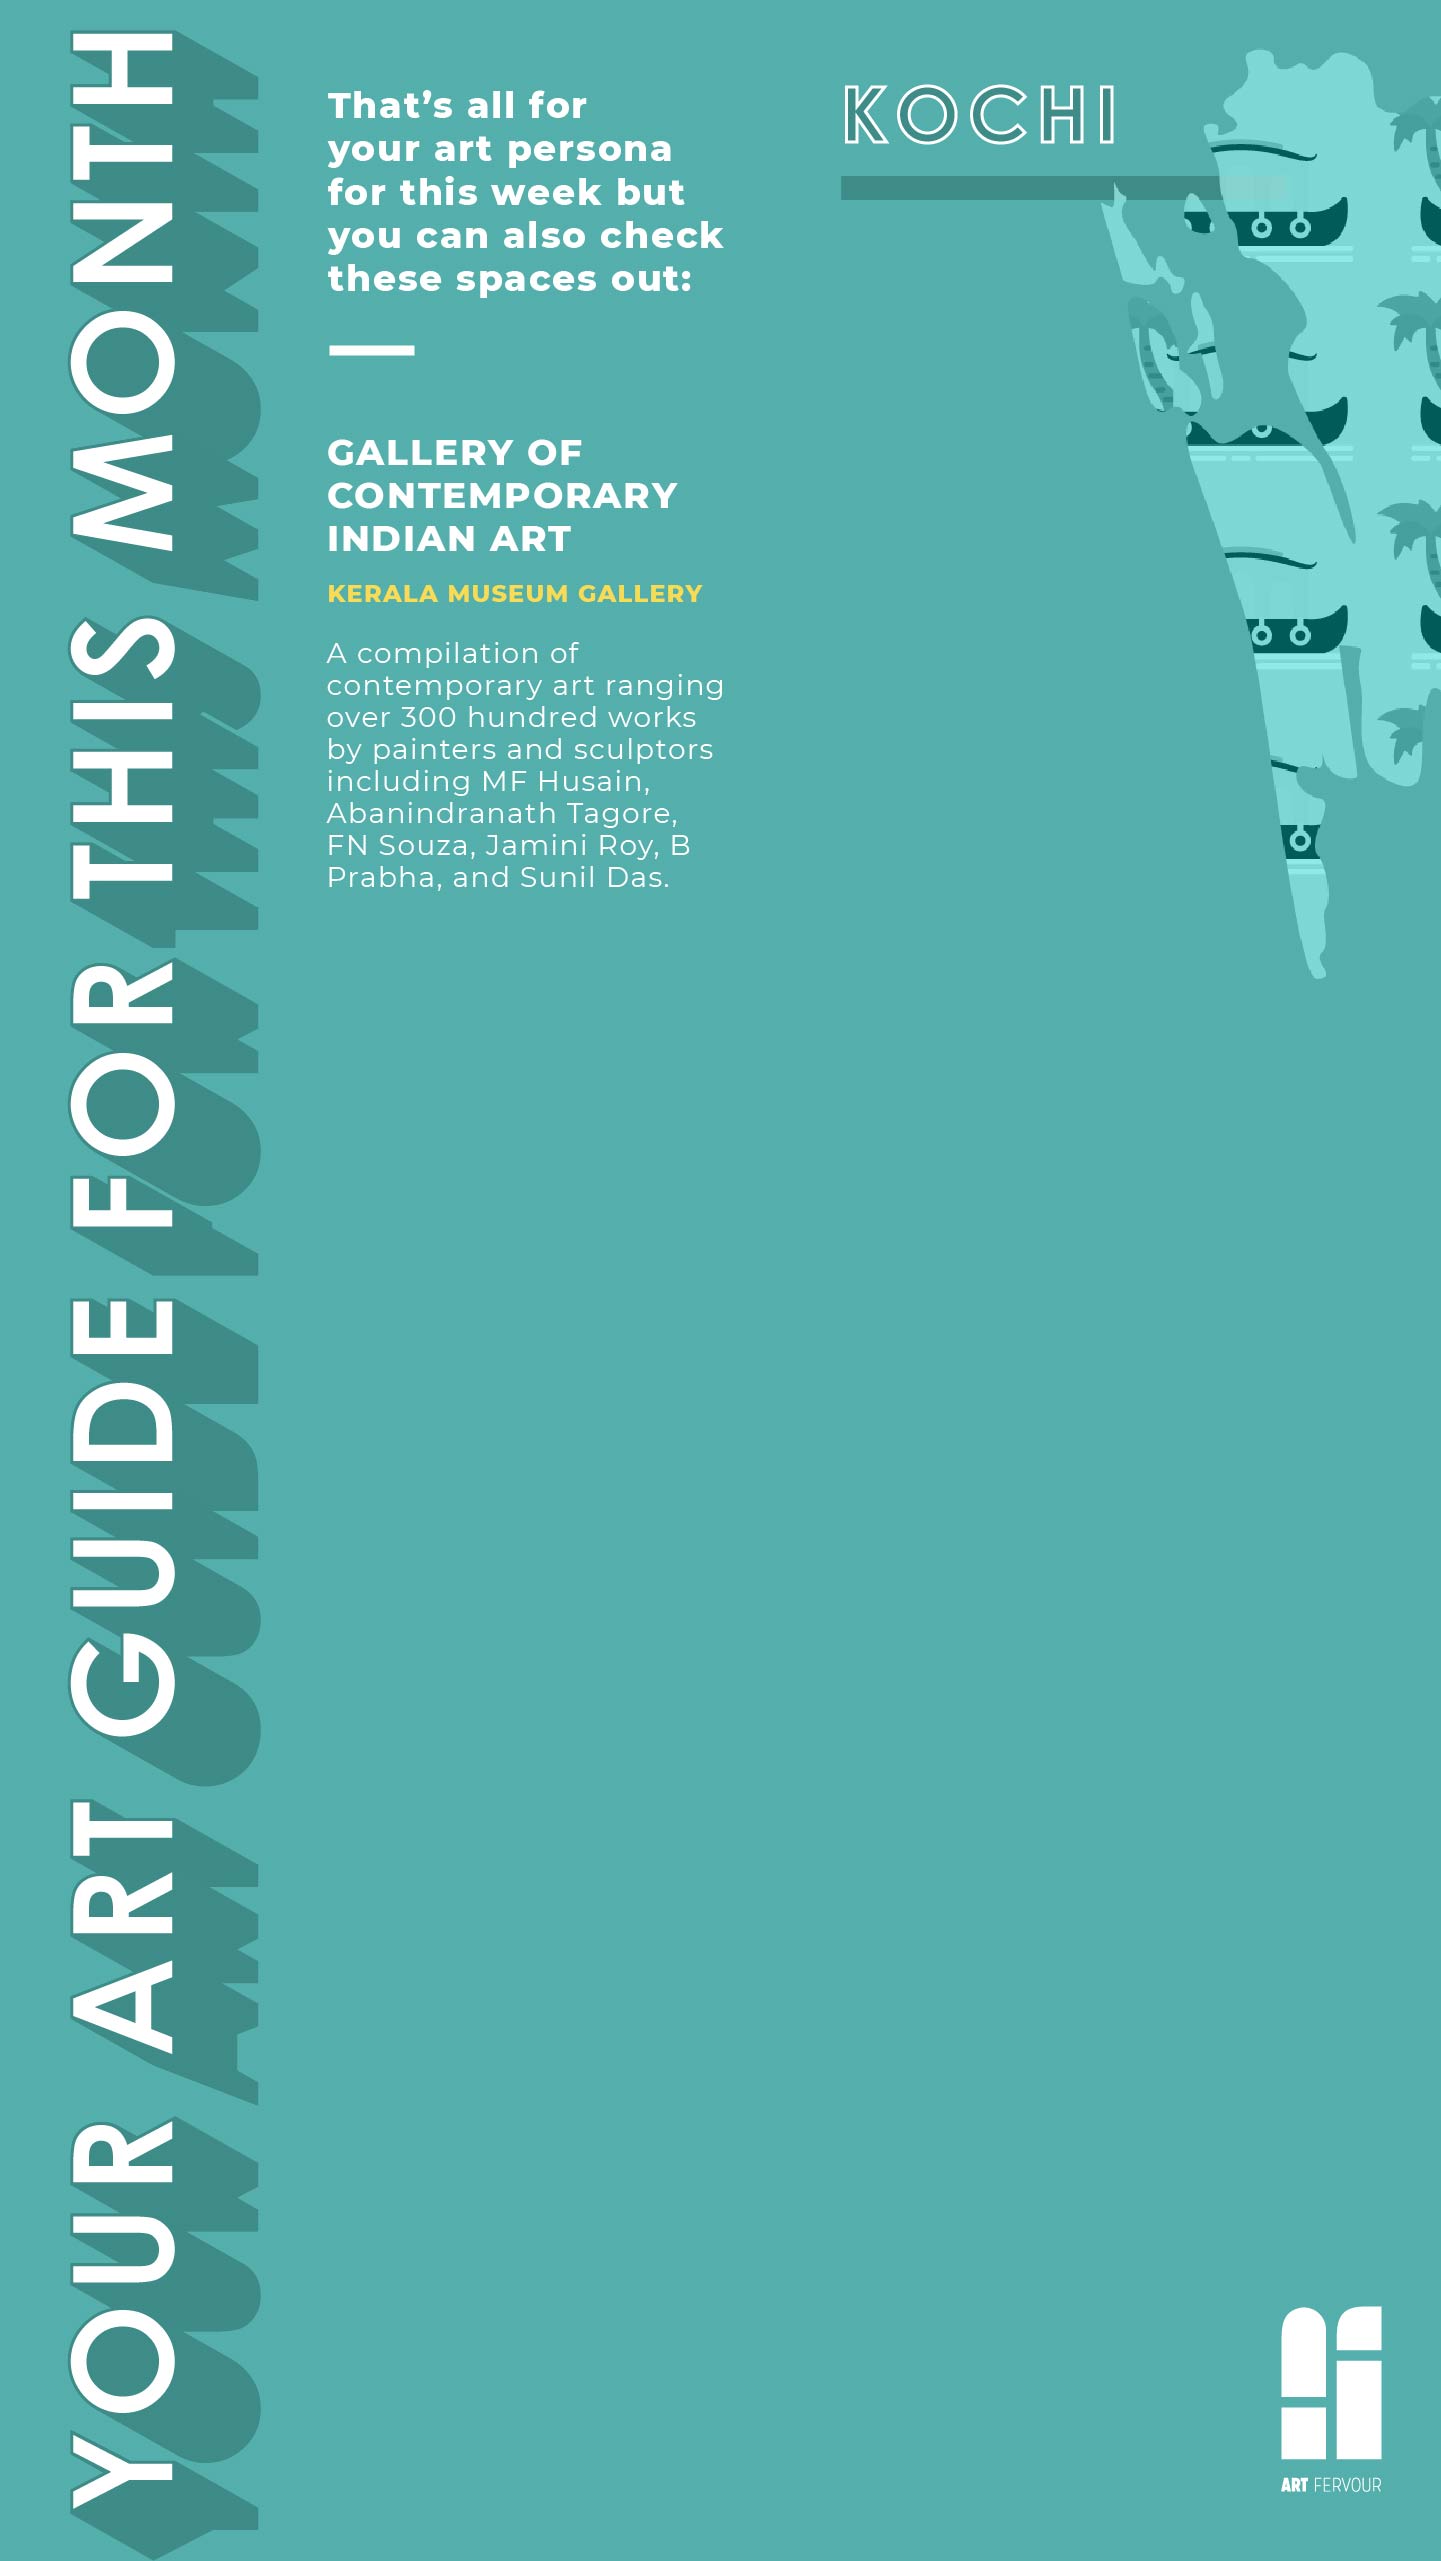 YOUR ART GUIDE FOR THIS MONTH
That’s all for
your art persona
for this week but
you can also check
these spaces out:
GALLERY OF
CONTEMPORARY
INDIAN ART
KERALA MUSEUM GALLERY
A compilation of
contemporary art ranging
over 300 hundred works
by painters and sculptors
including MF Husain,
Abanindranath Tagore,
FN Souza, Jamini Roy, B
Prabha, and Sunil Das.
KOCHI
ART FERVOUR